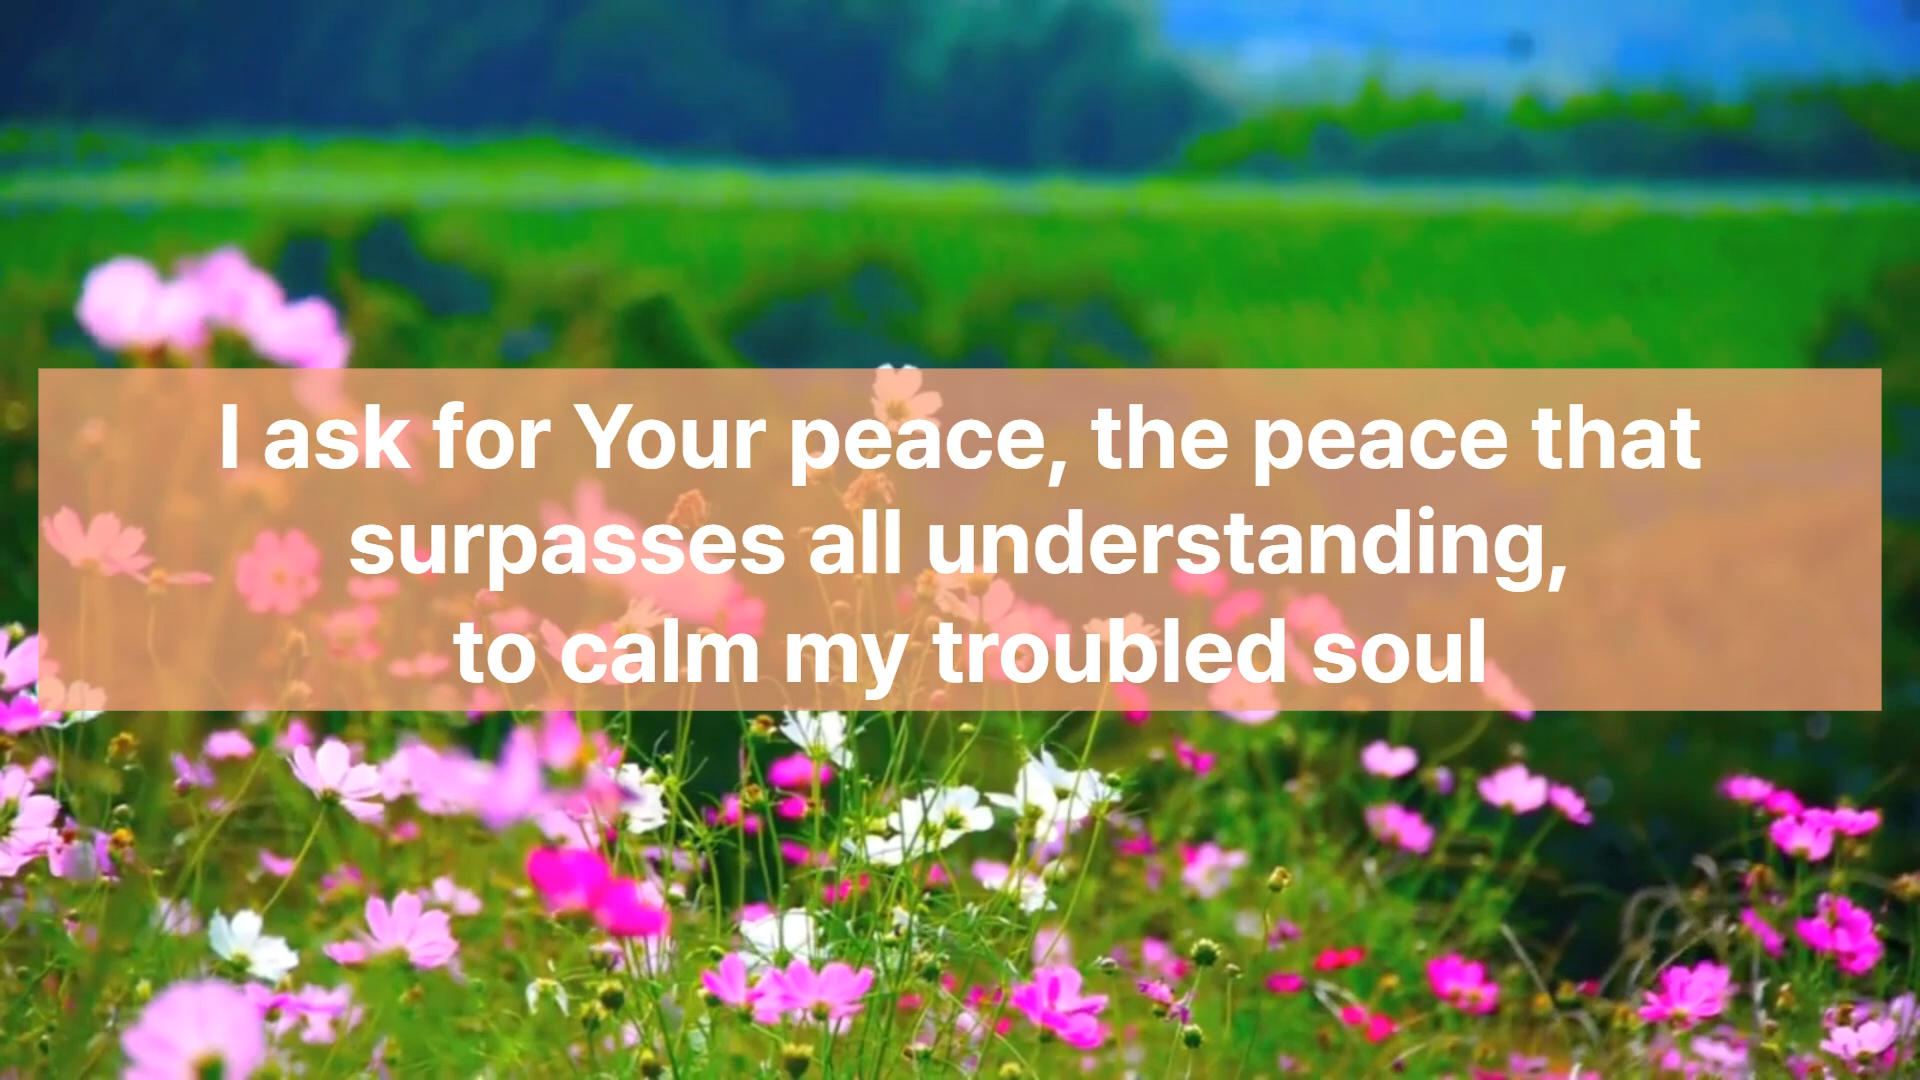 I ask for Your peace, the peace that
surpasses all understanding,
to calm my troubled soul